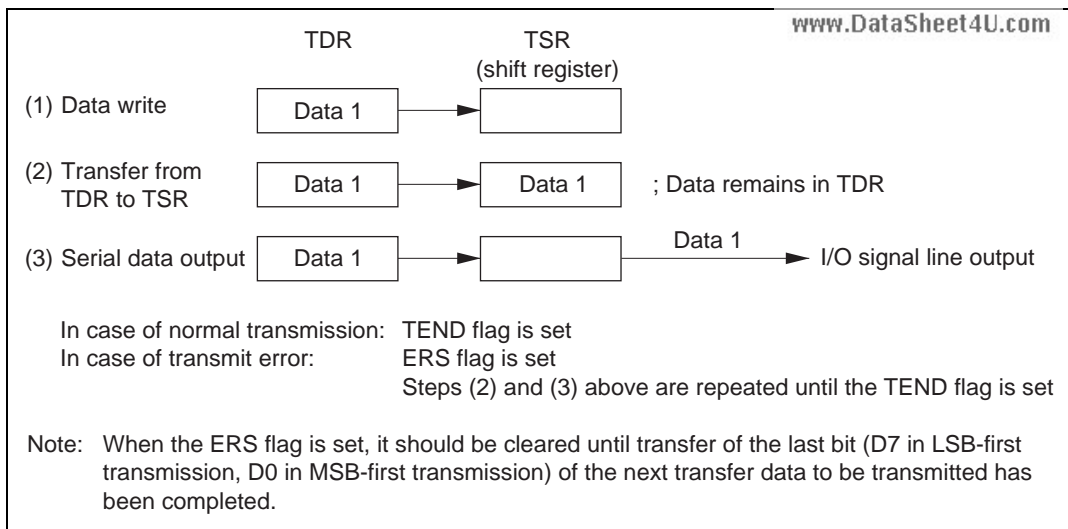 www.DataSheet4U.com
TDR TSR
(shift register)
(1) Data write Data 1
(2) Transfer from
TDR to TSR Data 1 Data 1 ; Data remains in TDR
(3) Serial data output Data 1 Data 1 I/O signal line output
In case of normal transmission: TEND flag is set
In case of transmit error: ERS flag is set
Steps (2) and (3) above are repeated until the TEND flag is set
Note: When the ERS flag is set, it should be cleared until transfer of the last bit (D7 in LSB-first
transmission, D0 in MSB-first transmission) of the next transfer data to be transmitted has
been completed.